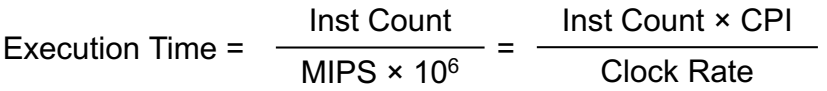 Execution Time = Inst Count / MIPS × 10⁶ = Inst Count × CPI / Clock Rate